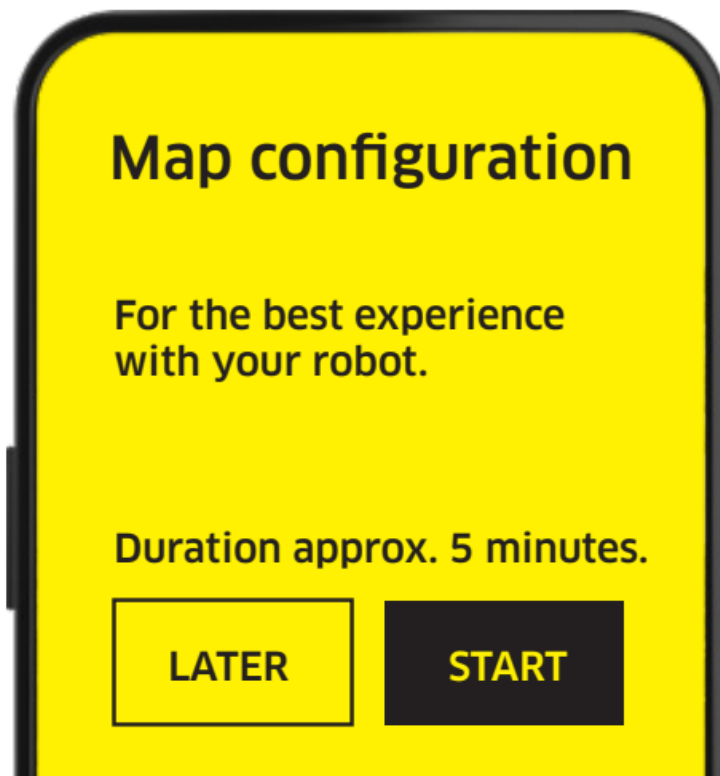 Map configuration
For the best experience
with your robot.
Duration approx. 5 minutes.
LATER
START